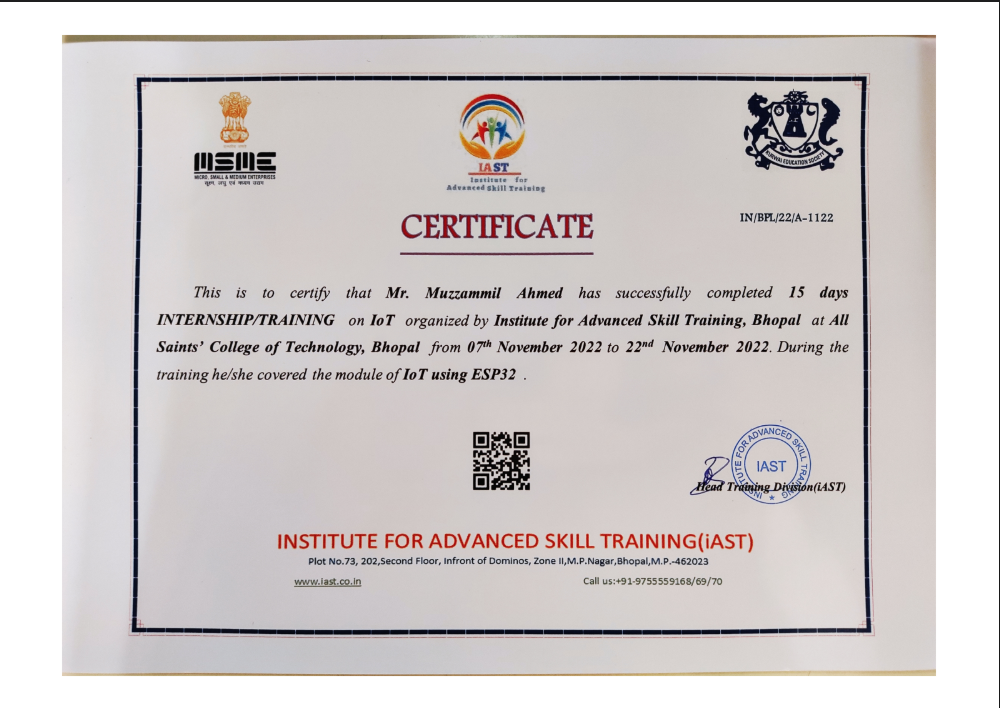 MSME
MICRO, SMALL & MEDIUM ENTERPRISES
सूक्ष्म, लघु एवं मध्यम उद्यम
IAST
Institute for
Advanced Skill Training
KURWAI EDUCATION SOCIETY
CERTIFICATE
IN/BPL/22/A-1122
This is to certify that Mr. Muzzammil Ahmed has successfully completed 15 days
INTERNSHIP/TRAINING on IoT organized by Institute for Advanced Skill Training, Bhopal at All
Saints' College of Technology, Bhopal from 07th November 2022 to 22nd November 2022. During the
training he/she covered the module of IoT using ESP32 .
INSTITUTE FOR ADVANCED SKILL TRAINING
IAST
Head Training Division(iAST)
INSTITUTE FOR ADVANCED SKILL TRAINING(iAST)
Plot No.73, 202,Second Floor, Infront of Dominos, Zone II,M.P.Nagar,Bhopal,M.P.-462023
www.iast.co.in Call us:+91-9755559168/69/70